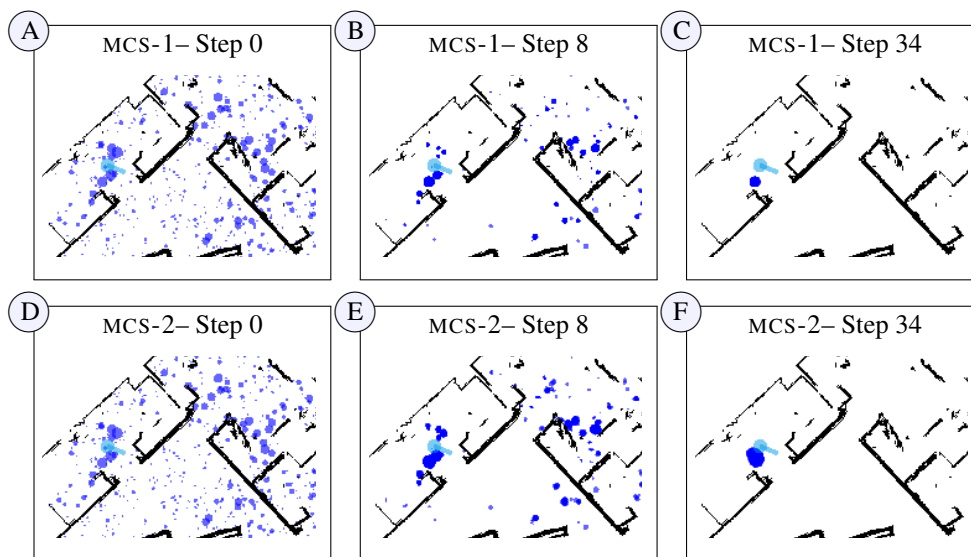 A
MCS-1– Step 0
B
MCS-1– Step 8
C
MCS-1– Step 34
D
MCS-2– Step 0
E
MCS-2– Step 8
F
MCS-2– Step 34